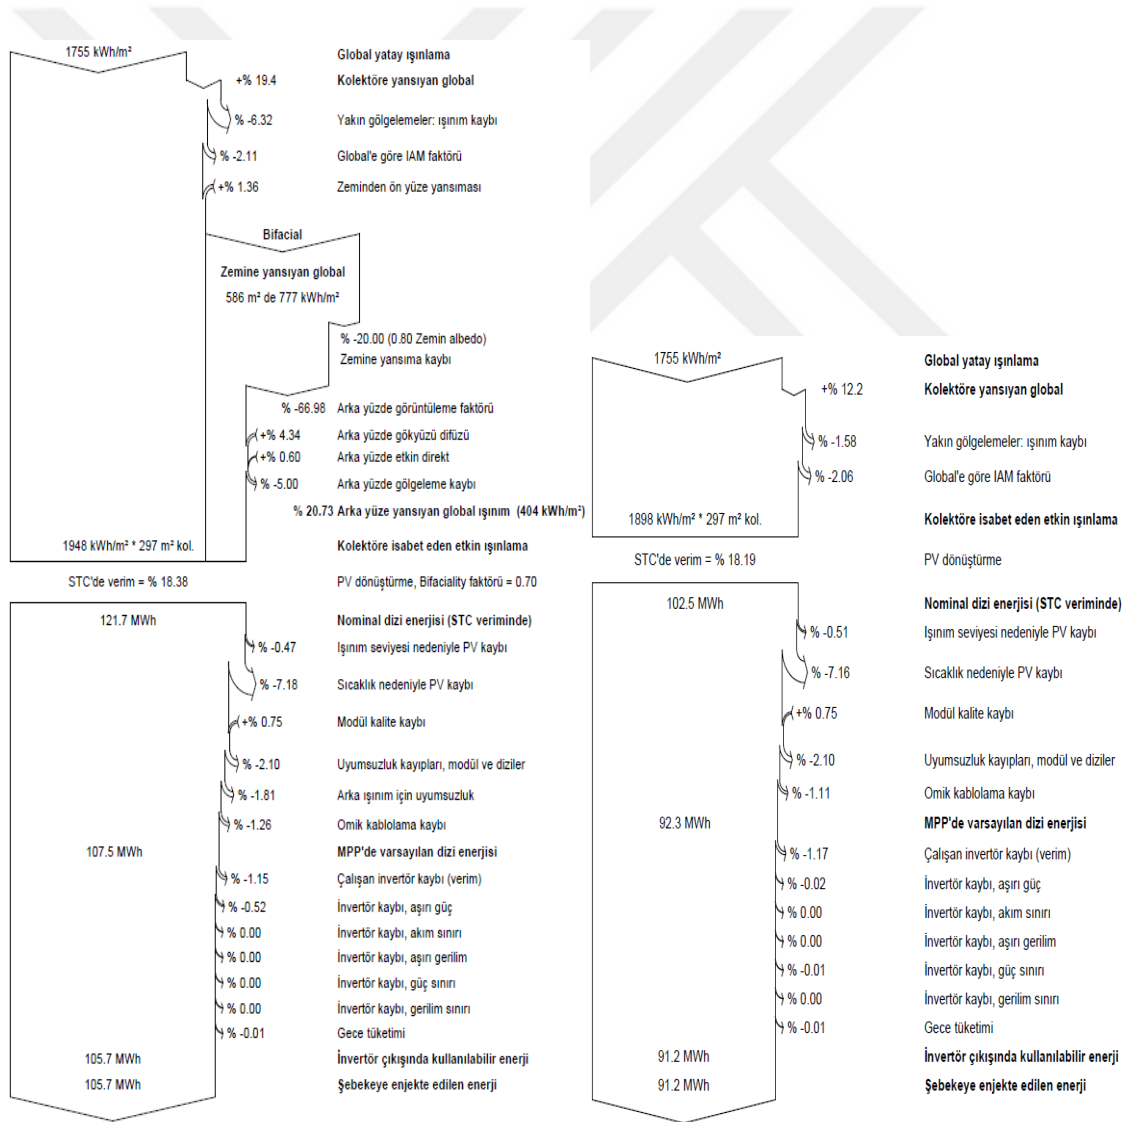 1755 kWh/m²
Global yatay ışınlama
+% 19.4 Kolektöre yansıyan global
% -6.32 Yakın gölgelemeler: ışınım kaybı
% -2.11 Global'e göre IAM faktörü
+% 1.36 Zeminden ön yüze yansıması
Bifacial
Zemine yansıyan global
586 m² de 777 kWh/m²
% -20.00 (0.80 Zemin albedo)
Zemine yansıma kaybı
% -66.98 Arka yüzde görüntüleme faktörü
+% 4.34 Arka yüzde gökyüzü difüzü
+% 0.60 Arka yüzde etkin direkt
% -5.00 Arka yüzde gölgeleme kaybı
% 20.73 Arka yüze yansıyan global ışınım (404 kWh/m²)
1948 kWh/m² * 297 m² kol. Kolektöre isabet eden etkin ışınlama
STC'de verim = % 18.38 PV dönüştürme, Bifaciality faktörü = 0.70
121.7 MWh Nominal dizi enerjisi (STC veriminde)
% -0.47 Işınım seviyesi nedeniyle PV kaybı
% -7.18 Sıcaklık nedeniyle PV kaybı
+% 0.75 Modül kalite kaybı
% -2.10 Uyumsuzluk kayıpları, modül ve diziler
% -1.81 Arka ışınım için uyumsuzluk
% -1.26 Omik kablolama kaybı
107.5 MWh MPP'de varsayılan dizi enerjisi
% -1.15 Çalışan invertör kaybı (verim)
% -0.52 İnvertör kaybı, aşırı güç
% 0.00 İnvertör kaybı, akım sınırı
% 0.00 İnvertör kaybı, aşırı gerilim
% 0.00 İnvertör kaybı, güç sınırı
% 0.00 İnvertör kaybı, gerilim sınırı
% -0.01 Gece tüketimi
105.7 MWh İnvertör çıkışında kullanılabilir enerji
105.7 MWh Şebekeye enjekte edilen enerji
1755 kWh/m² Global yatay ışınlama
+% 12.2 Kolektöre yansıyan global
% -1.58 Yakın gölgelemeler: ışınım kaybı
% -2.06 Global'e göre IAM faktörü
1898 kWh/m² * 297 m² kol. Kolektöre isabet eden etkin ışınlama
STC'de verim = % 18.19 PV dönüştürme
102.5 MWh Nominal dizi enerjisi (STC veriminde)
% -0.51 Işınım seviyesi nedeniyle PV kaybı
% -7.16 Sıcaklık nedeniyle PV kaybı
+% 0.75 Modül kalite kaybı
% -2.10 Uyumsuzluk kayıpları, modül ve diziler
% -1.11 Omik kablolama kaybı
92.3 MWh MPP'de varsayılan dizi enerjisi
% -1.17 Çalışan invertör kaybı (verim)
% -0.02 İnvertör kaybı, aşırı güç
% 0.00 İnvertör kaybı, akım sınırı
% 0.00 İnvertör kaybı, aşırı gerilim
% -0.01 İnvertör kaybı, güç sınırı
% 0.00 İnvertör kaybı, gerilim sınırı
% -0.01 Gece tüketimi
91.2 MWh İnvertör çıkışında kullanılabilir enerji
91.2 MWh Şebekeye enjekte edilen enerji